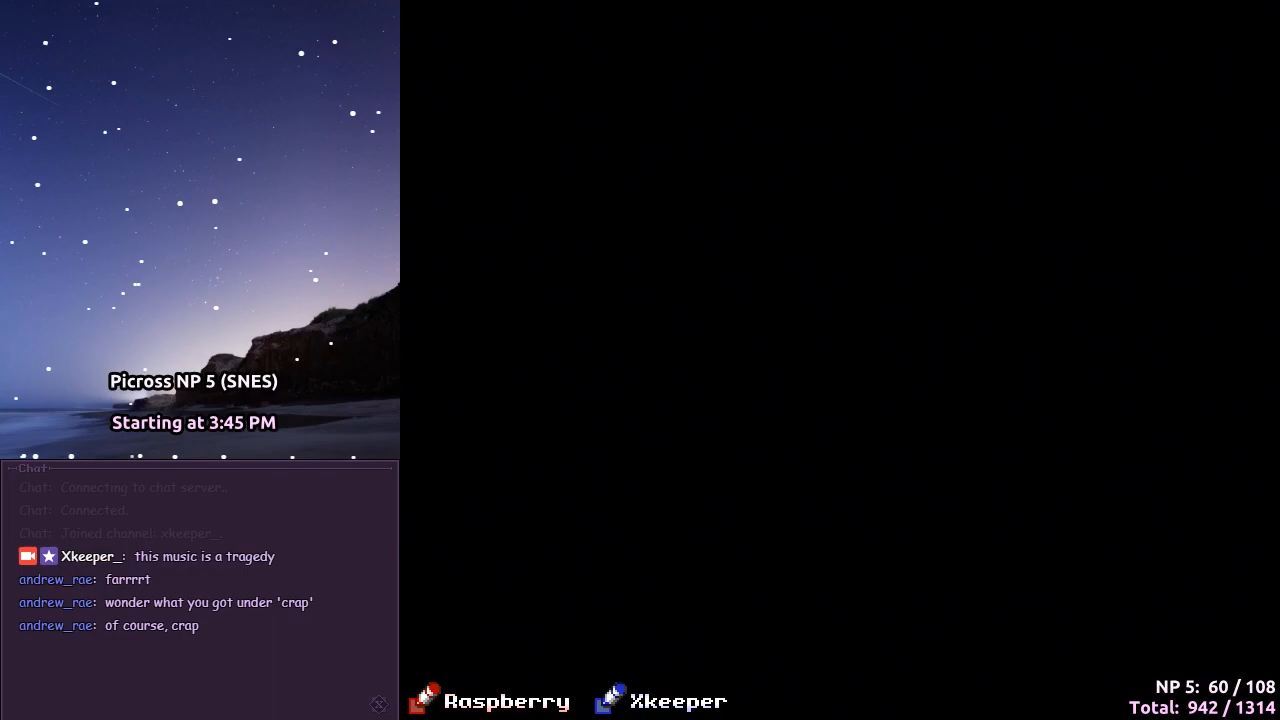 Picross NP 5 (SNES)
Starting at 3:45 PM
Chat
Chat: Connecting to chat server..
Chat: Connected.
Chat: Joined channel: xkeeper_.
Xkeeper_: this music is a tragedy
andrew_rae: farrrrt
andrew_rae: wonder what you got under 'crap'
andrew_rae: of course, crap
Raspberry
Xkeeper
NP 5: 60 / 108
Total: 942 / 1314